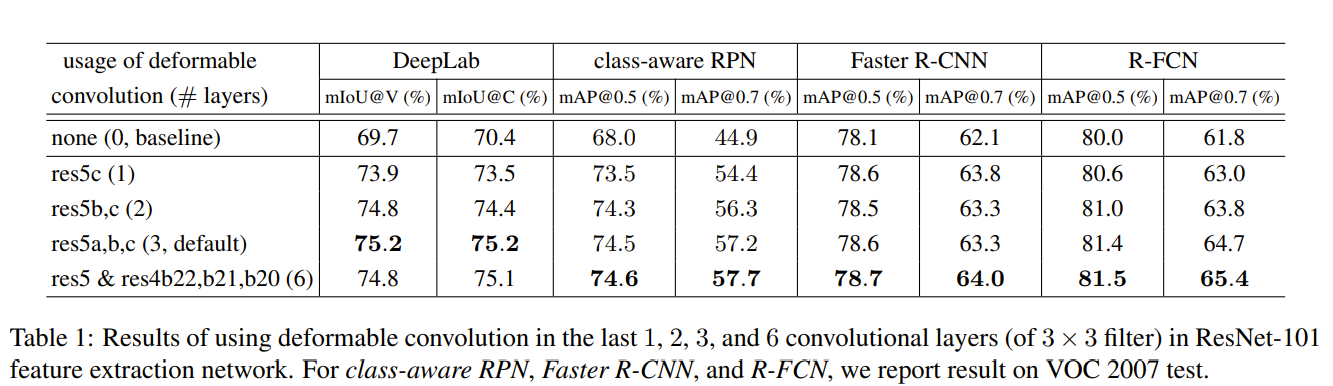 usage of deformable DeepLab class-aware RPN Faster R-CNN R-FCN
convolution (# layers) mIoU@V (%) mIoU@C (%) mAP@0.5 (%) mAP@0.7 (%) mAP@0.5 (%) mAP@0.7 (%) mAP@0.5 (%) mAP@0.7 (%)
none (0, baseline) 69.7 70.4 68.0 44.9 78.1 62.1 80.0 61.8
res5c (1) 73.9 73.5 73.5 54.4 78.6 63.8 80.6 63.0
res5b,c (2) 74.8 74.4 74.3 56.3 78.5 63.3 81.0 63.8
res5a,b,c (3, default) 75.2 75.2 74.5 57.2 78.6 63.3 81.4 64.7
res5 & res4b22,b21,b20 (6) 74.8 75.1 74.6 57.7 78.7 64.0 81.5 65.4
Table 1: Results of using deformable convolution in the last 1, 2, 3, and 6 convolutional layers (of 3 × 3 filter) in ResNet-101
feature extraction network. For class-aware RPN, Faster R-CNN, and R-FCN, we report result on VOC 2007 test.